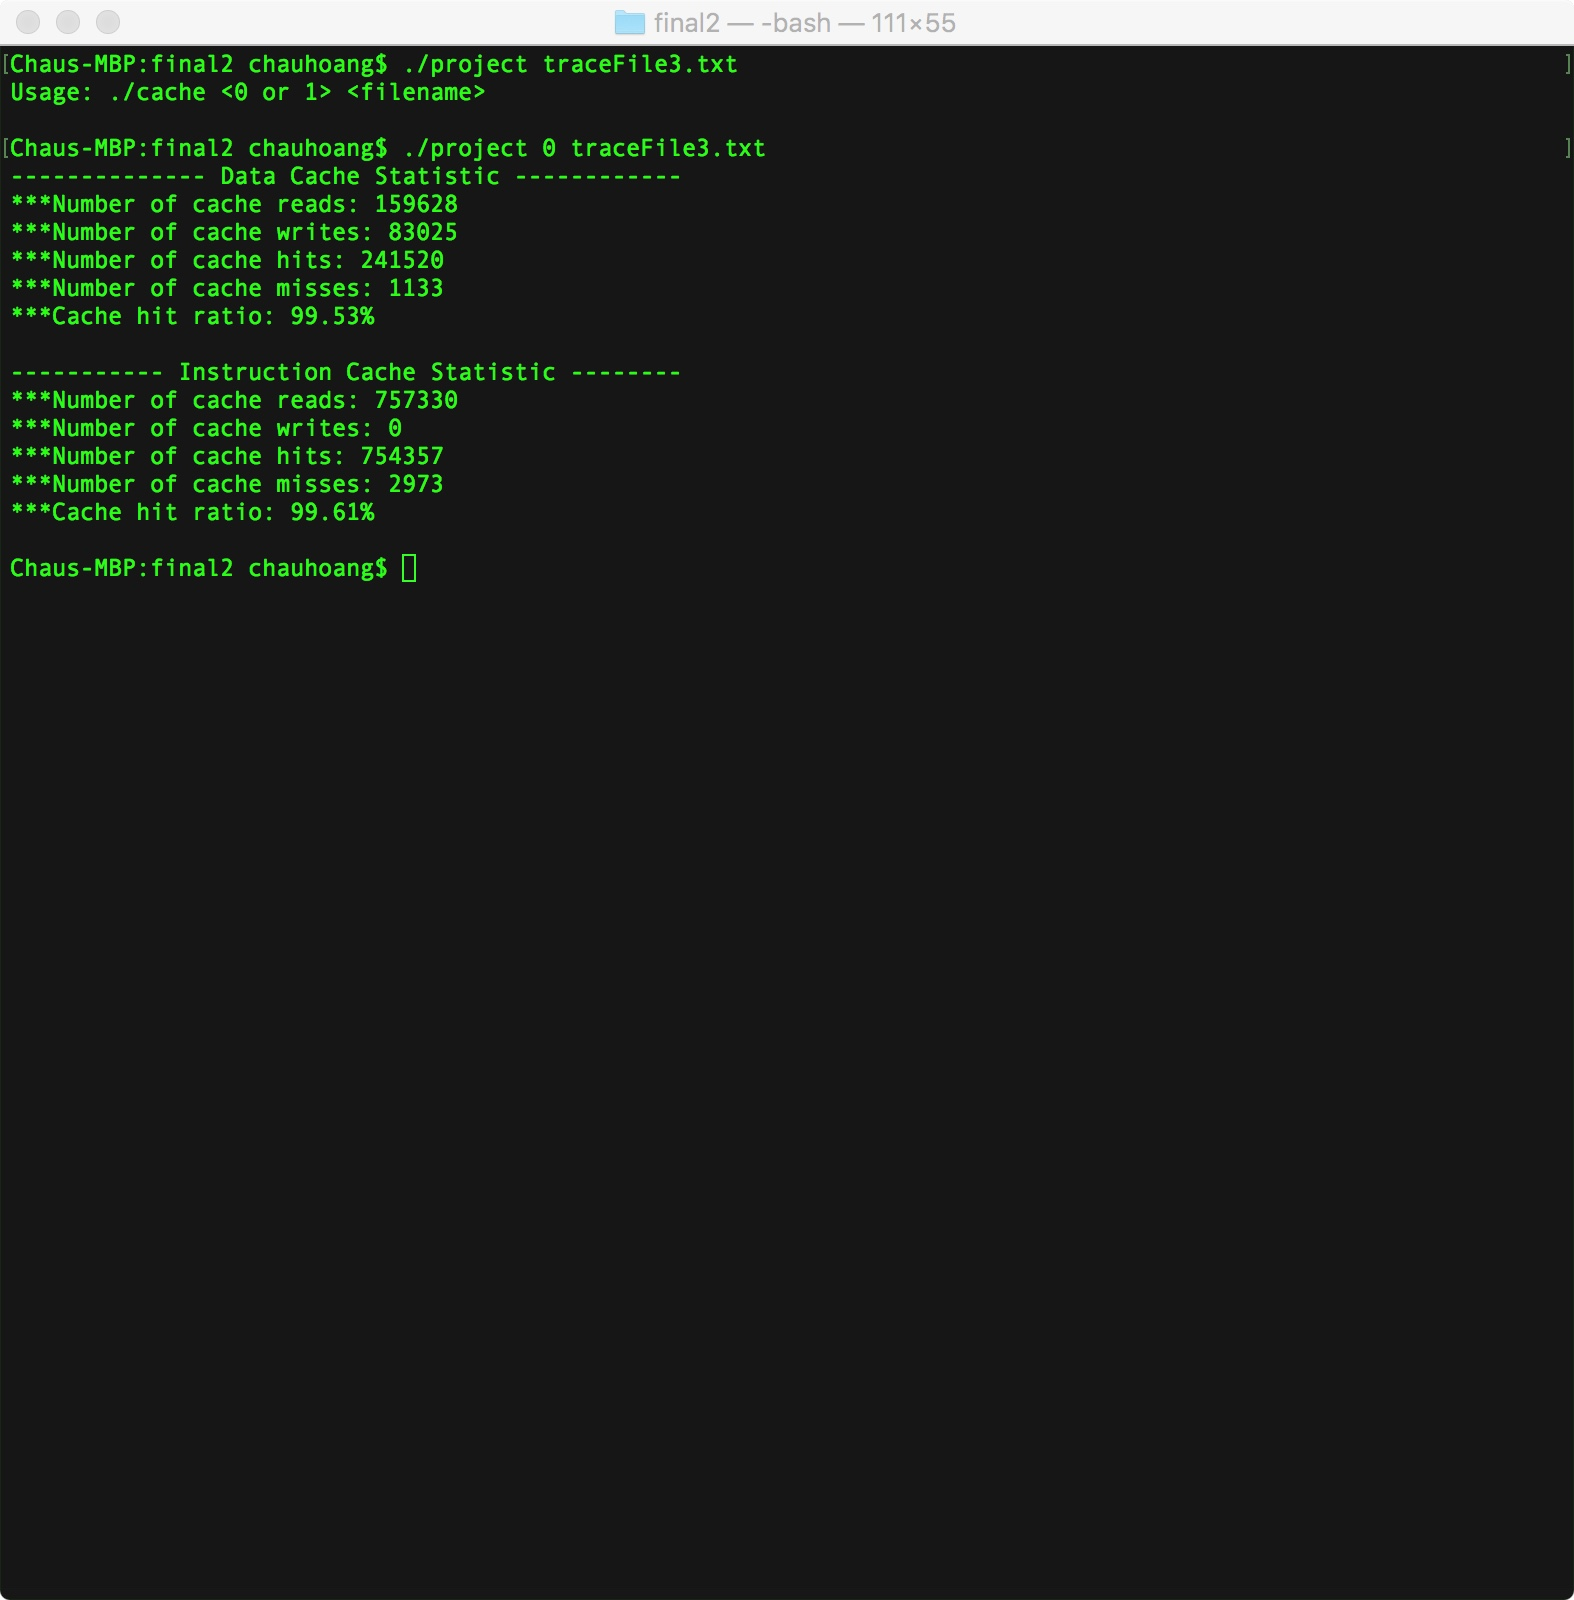 final2 — -bash — 111×55
[Chaus-MBP:final2 chauhoang$ ./project traceFile3.txt ]
Usage: ./cache <0 or 1> <filename>
[Chaus-MBP:final2 chauhoang$ ./project 0 traceFile3.txt ]
-------------- Data Cache Statistic ------------
***Number of cache reads: 159628
***Number of cache writes: 83025
***Number of cache hits: 241520
***Number of cache misses: 1133
***Cache hit ratio: 99.53%
----------- Instruction Cache Statistic --------
***Number of cache reads: 757330
***Number of cache writes: 0
***Number of cache hits: 754357
***Number of cache misses: 2973
***Cache hit ratio: 99.61%
Chaus-MBP:final2 chauhoang$